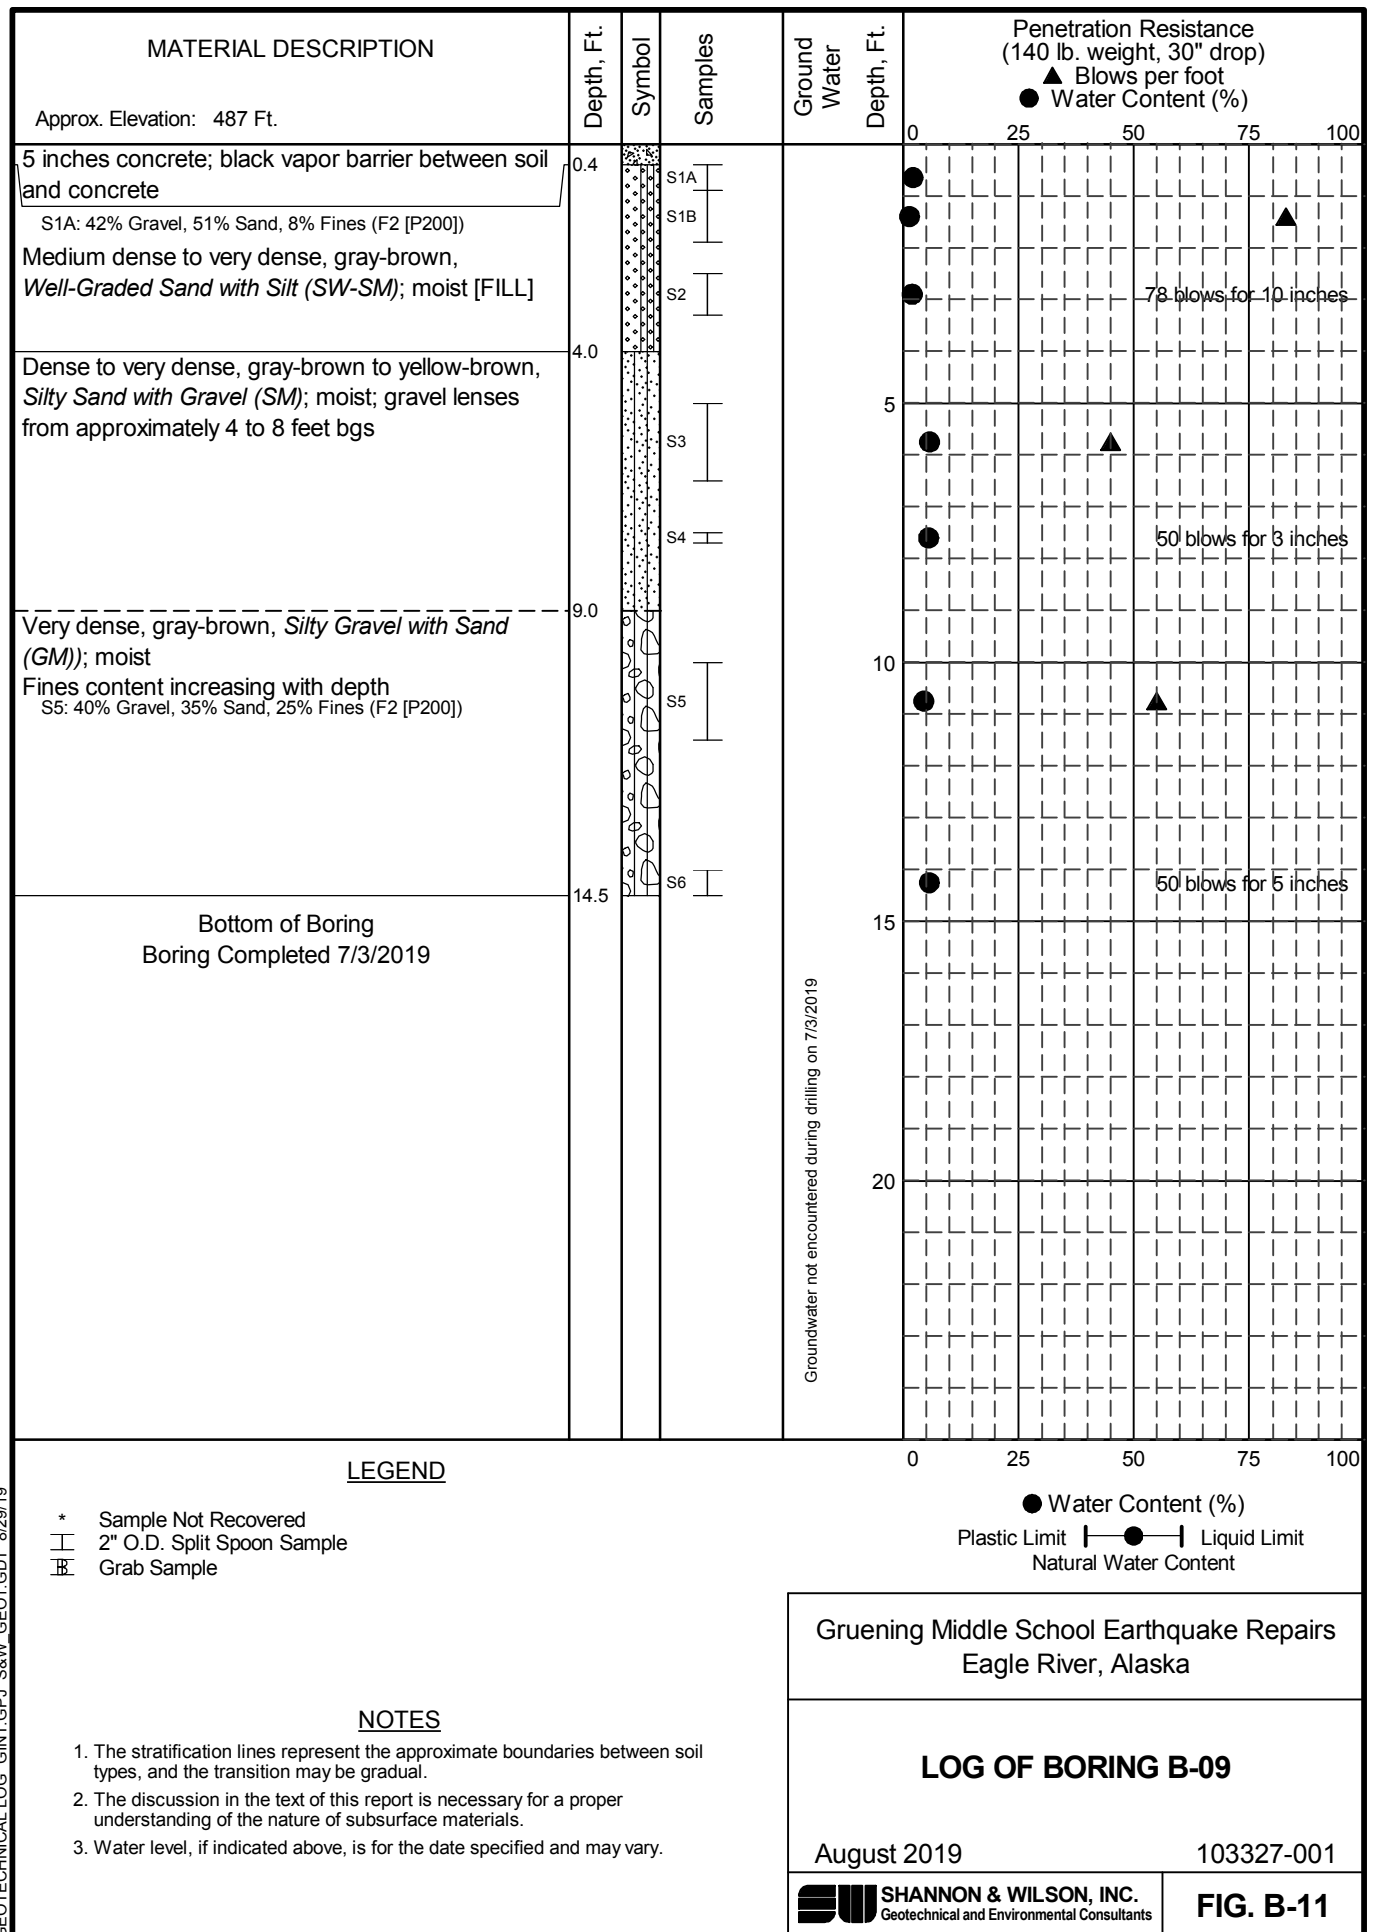 MATERIAL DESCRIPTION
Approx. Elevation: 487 Ft.
Depth, Ft.
Symbol
Samples
Ground
Water
Depth, Ft.
Penetration Resistance
(140 lb. weight, 30" drop)
▲ Blows per foot
● Water Content (%)
0 25 50 75 100
5 inches concrete; black vapor barrier between soil
and concrete
0.4
S1A: 42% Gravel, 51% Sand, 8% Fines (F2 [P200])
S1A
S1B
Medium dense to very dense, gray-brown,
Well-Graded Sand with Silt (SW-SM); moist [FILL]
S2
78 blows for 10 inches
4.0
Dense to very dense, gray-brown to yellow-brown,
Silty Sand with Gravel (SM); moist; gravel lenses
from approximately 4 to 8 feet bgs
5
S3
S4
50 blows for 3 inches
9.0
Very dense, gray-brown, Silty Gravel with Sand
(GM)); moist
Fines content increasing with depth
S5: 40% Gravel, 35% Sand, 25% Fines (F2 [P200])
10
S5
S6
50 blows for 5 inches
14.5
15
Bottom of Boring
Boring Completed 7/3/2019
Groundwater not encountered during drilling on 7/3/2019
20
0 25 50 75 100
● Water Content (%)
Plastic Limit Liquid Limit
Natural Water Content
LEGEND
* Sample Not Recovered
2" O.D. Split Spoon Sample
Grab Sample
NOTES
1. The stratification lines represent the approximate boundaries between soil
types, and the transition may be gradual.
2. The discussion in the text of this report is necessary for a proper
understanding of the nature of subsurface materials.
3. Water level, if indicated above, is for the date specified and may vary.
Gruening Middle School Earthquake Repairs
Eagle River, Alaska
LOG OF BORING B-09
August 2019 103327-001
SHANNON & WILSON, INC.
Geotechnical and Environmental Consultants
FIG. B-11
GEOTECHNICAL LOG GINT.GPJ S&W_GEOT.GDT 8/29/19